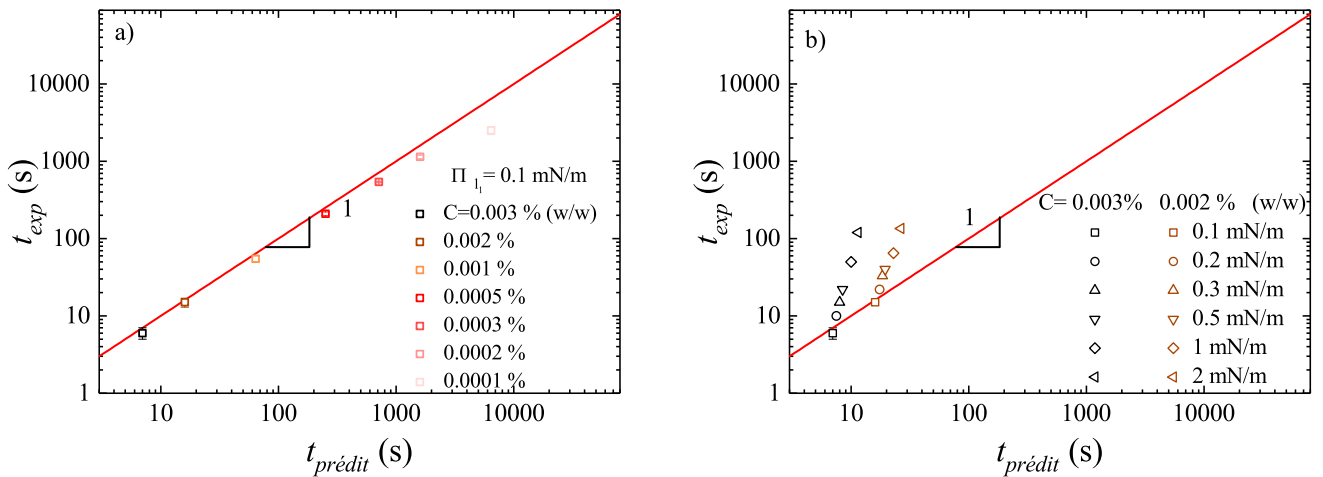 a)
10000
1000
100
10
1
t_exp (s)
10
100
1000
10000
t_prédit (s)
1
Π l_l = 0.1 mN/m
C=0.003 % (w/w)
0.002 %
0.001 %
0.0005 %
0.0003 %
0.0002 %
0.0001 %
b)
10000
1000
100
10
1
t_exp (s)
10
100
1000
10000
t_prédit (s)
1
C= 0.003% 0.002 % (w/w)
0.1 mN/m
0.2 mN/m
0.3 mN/m
0.5 mN/m
1 mN/m
2 mN/m